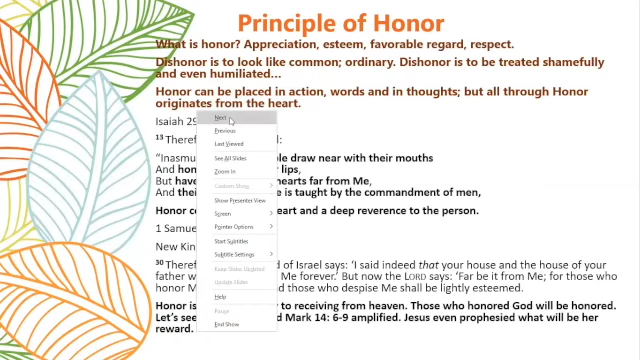 Principle of Honor
What is honor? Appreciation, esteem, favorable regard, respect.
Dishonor is to look like common; ordinary. Dishonor is to be treated shamefully
and even humiliated…
Honor can be placed in action, words and in thoughts; but all through Honor
originates from the heart.
Isaiah 29
13 Theref :
"Inasmu ple draw near with their mouths
And hon r lips,
But have hearts far from Me,
And thei e is taught by the commandment of men,
Honor co eart and a deep reverence to the person.
1 Samue
New Kin
30 Theref d of Israel says: 'I said indeed that your house and the house of your
father w Me forever.' But now the LORD says: 'Far be it from Me; for those who
honor M d those who despise Me shall be lightly esteemed.
Honor is y to receiving from heaven. Those who honored God will be honored.
Let's see d Mark 14: 6-9 amplified. Jesus even prophesied what will be her
reward.
Next
Previous
Last Viewed
See All Slides
Zoom In
Custom Show
Show Presenter View
Screen
Pointer Options
Start Subtitles
Subtitle Settings
Keep Slides Updated
Update Slides
Help
Pause
End Show